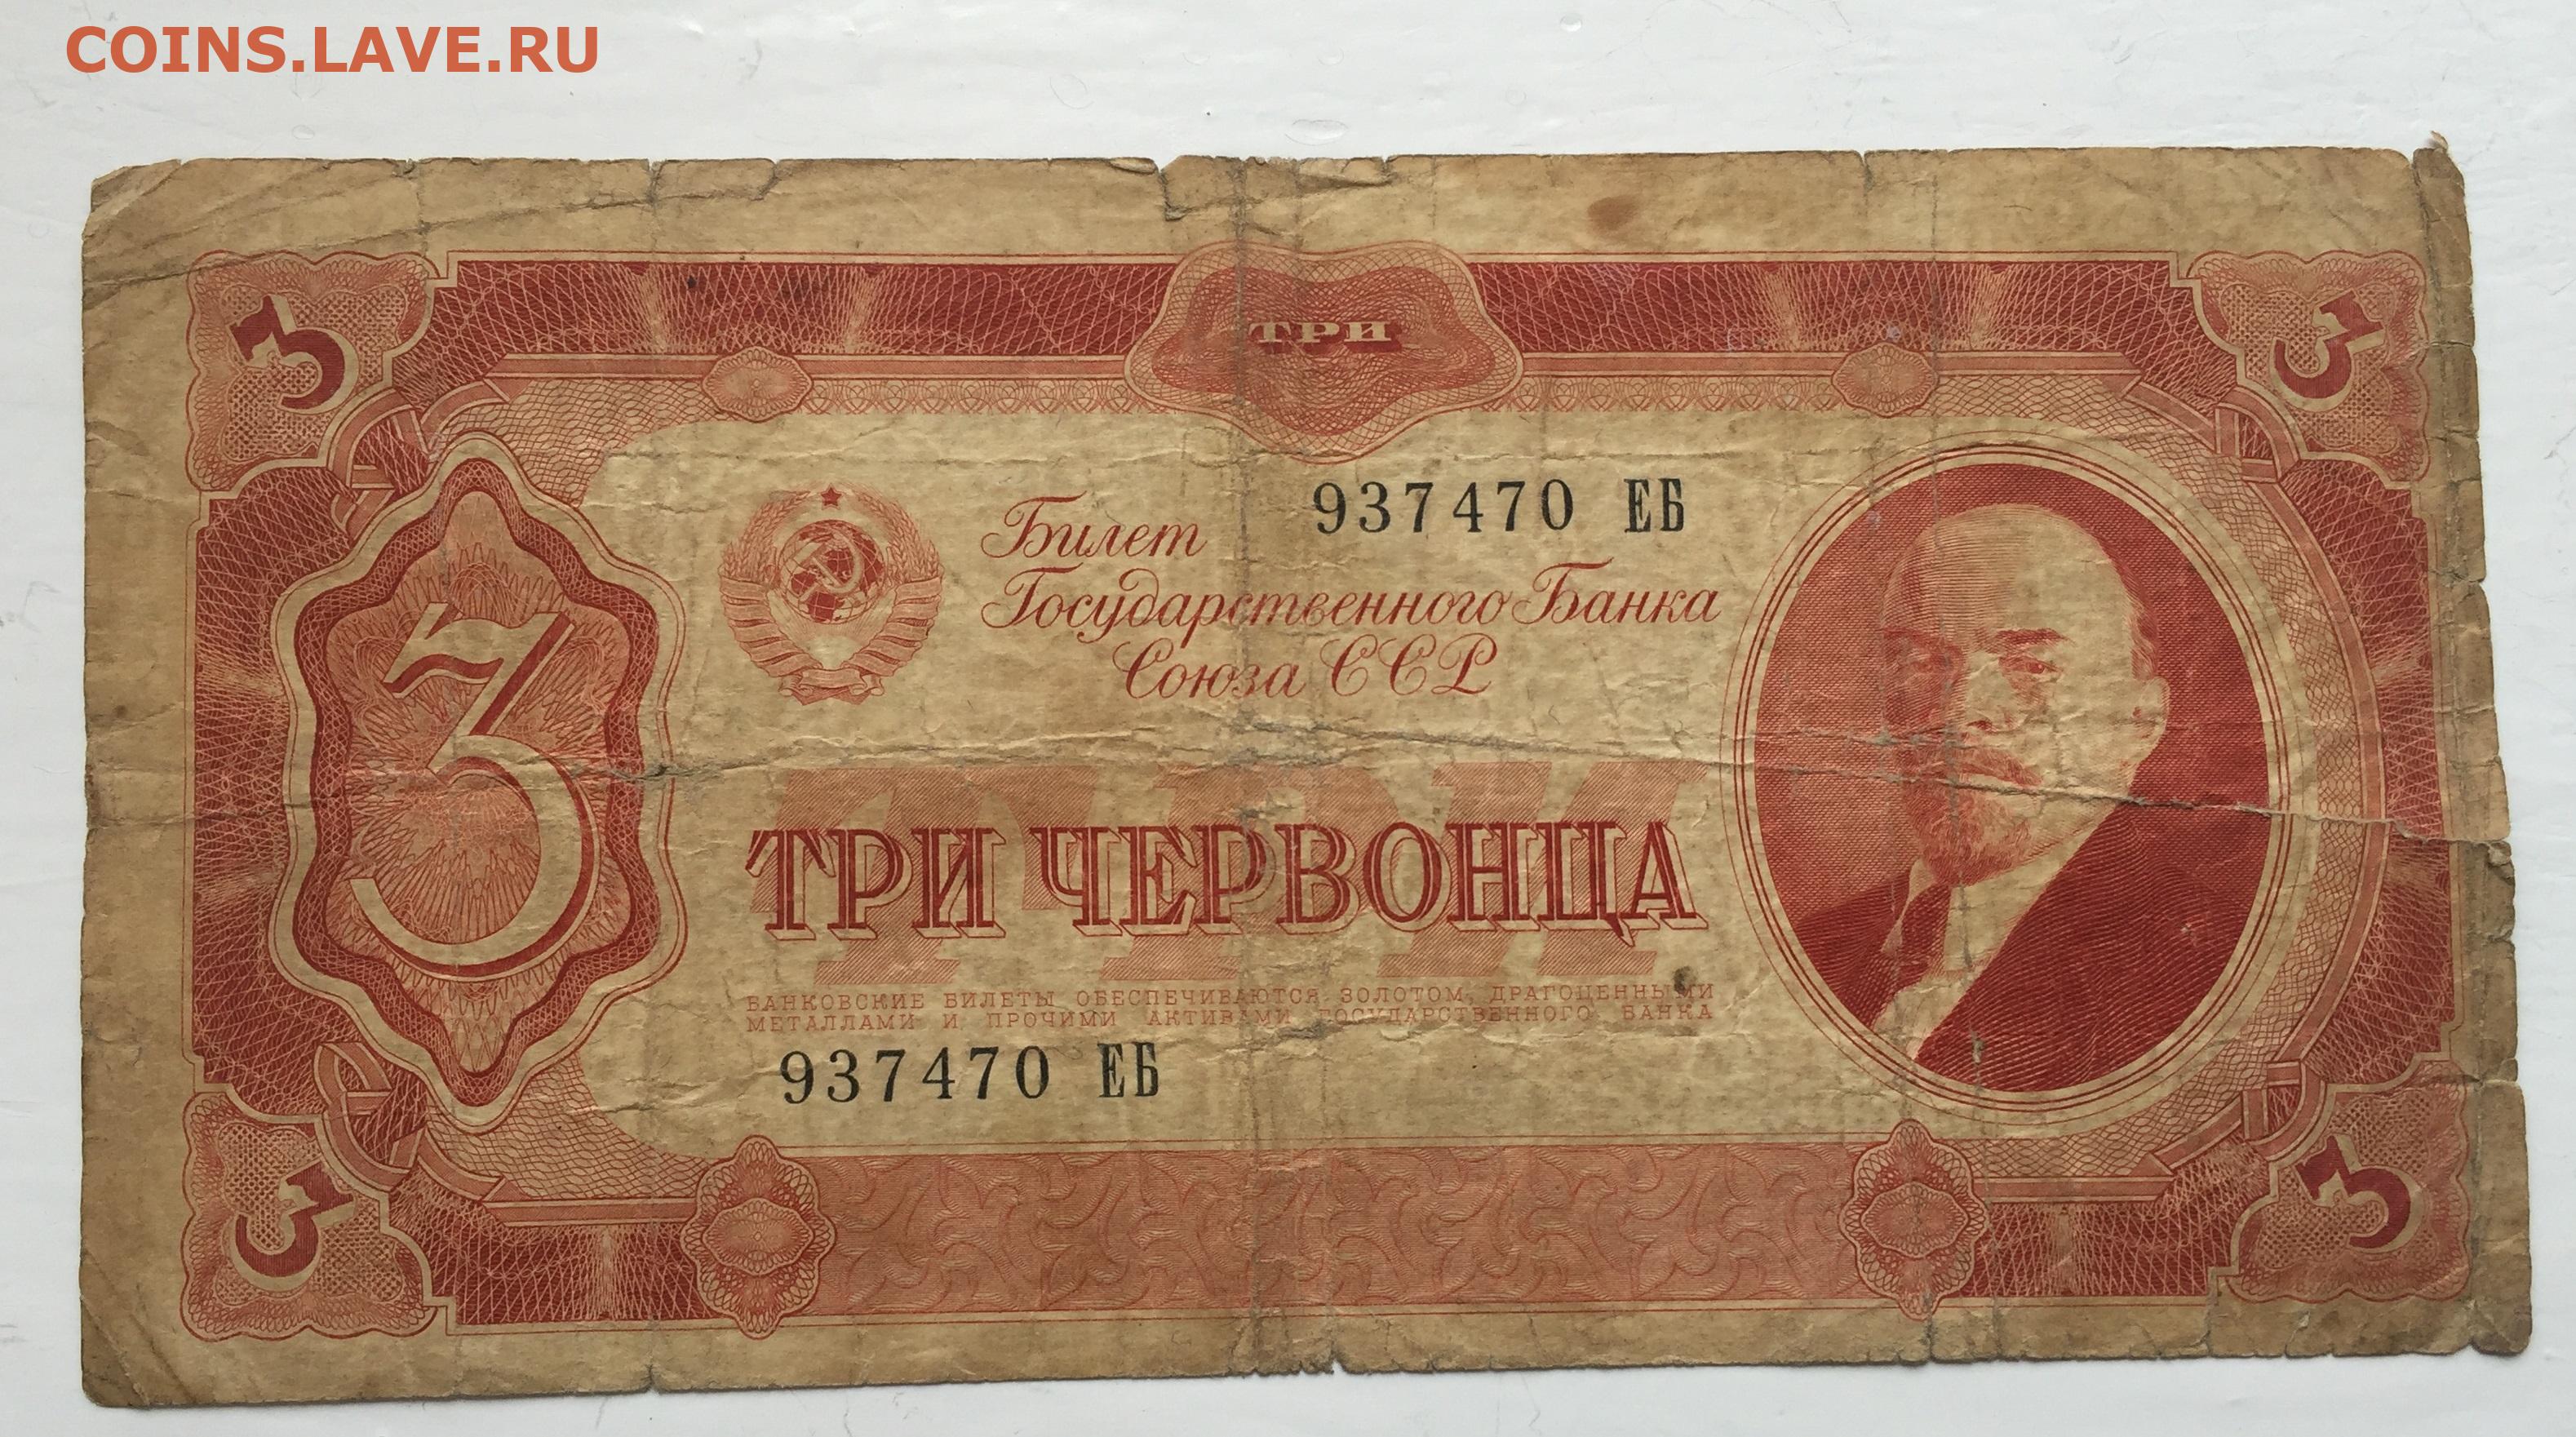 COINS.LAVE.RU
3
ТРИ
3
937470 ЕБ
Билет
Государственного Банка
Союза ССР
3
ТРИ
ТРИ ЧЕРВОНЦА
БАНКОВСКИЕ БИЛЕТЫ ОБЕСПЕЧИВАЮТСЯ ЗОЛОТОМ, ДРАГОЦЕННЫМИ
МЕТАЛЛАМИ И ПРОЧИМИ АКТИВАМИ ГОСУДАРСТВЕННОГО БАНКА
937470 ЕБ
3
3